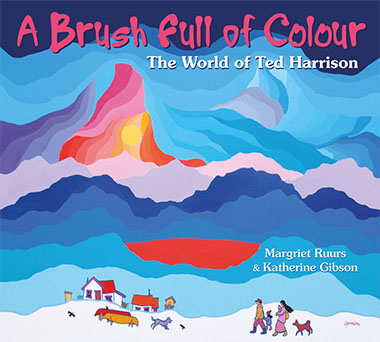 A Brush Full of Colour
The World of Ted Harrison
Margriet Ruurs
& Katherine Gibson